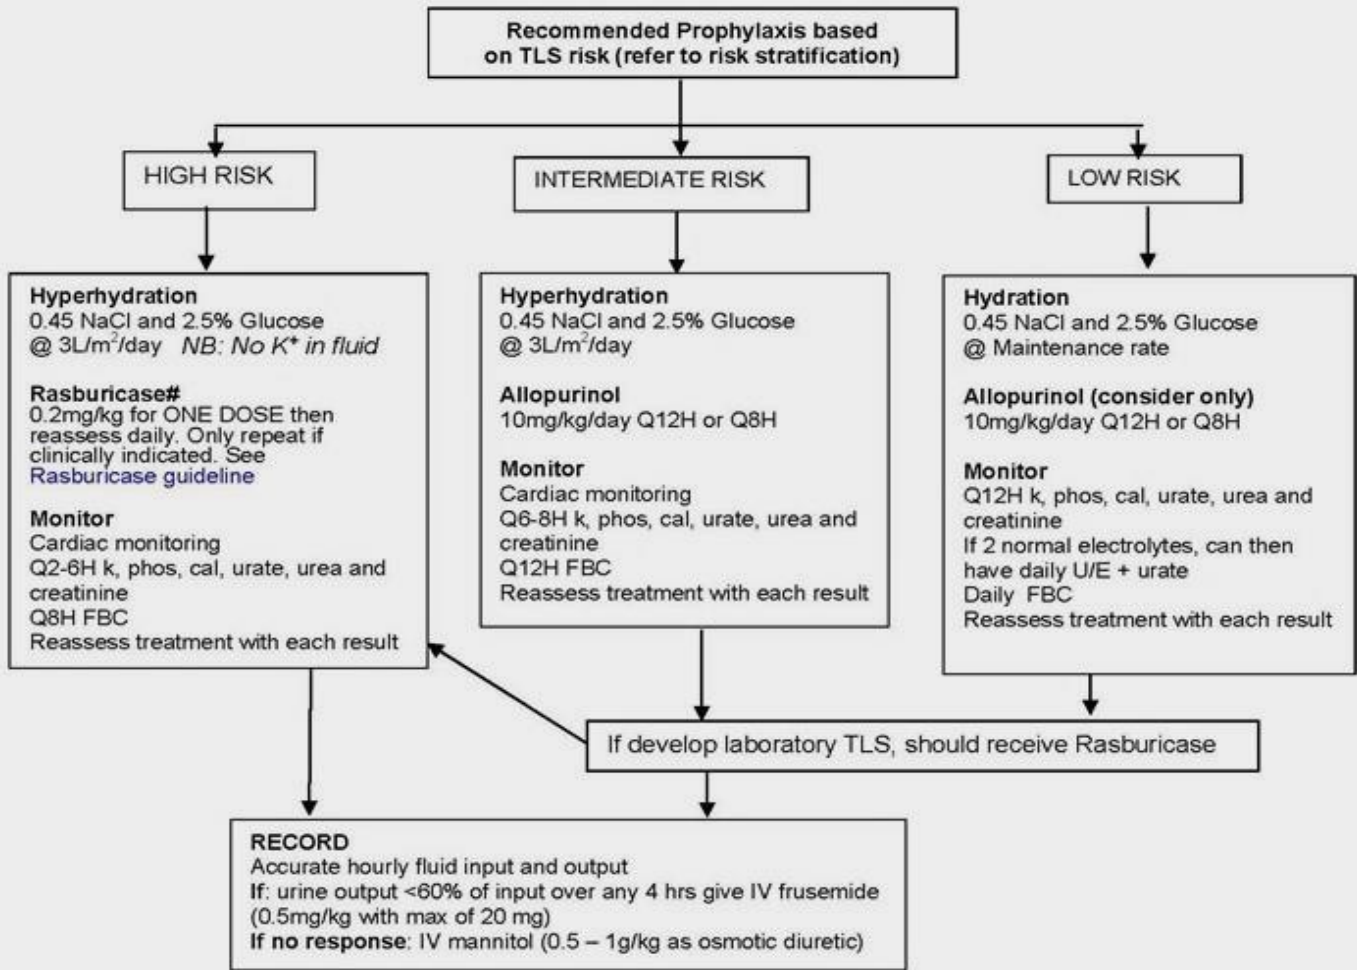 Recommended Prophylaxis based
on TLS risk (refer to risk stratification)
HIGH RISK
INTERMEDIATE RISK
LOW RISK
Hyperhydration
0.45 NaCl and 2.5% Glucose
@ 3L/m²/day NB: No K⁺ in fluid
Rasburicase#
0.2mg/kg for ONE DOSE then
reassess daily. Only repeat if
clinically indicated. See
Rasburicase guideline
Monitor
Cardiac monitoring
Q2-6H k, phos, cal, urate, urea and
creatinine
Q8H FBC
Reassess treatment with each result
Hyperhydration
0.45 NaCl and 2.5% Glucose
@ 3L/m²/day
Allopurinol
10mg/kg/day Q12H or Q8H
Monitor
Cardiac monitoring
Q6-8H k, phos, cal, urate, urea and
creatinine
Q12H FBC
Reassess treatment with each result
Hydration
0.45 NaCl and 2.5% Glucose
@ Maintenance rate
Allopurinol (consider only)
10mg/kg/day Q12H or Q8H
Monitor
Q12H k, phos, cal, urate, urea and
creatinine
If 2 normal electrolytes, can then
have daily U/E + urate
Daily FBC
Reassess treatment with each result
If develop laboratory TLS, should receive Rasburicase
RECORD
Accurate hourly fluid input and output
If: urine output <60% of input over any 4 hrs give IV frusemide
(0.5mg/kg with max of 20 mg)
If no response: IV mannitol (0.5 – 1g/kg as osmotic diuretic)